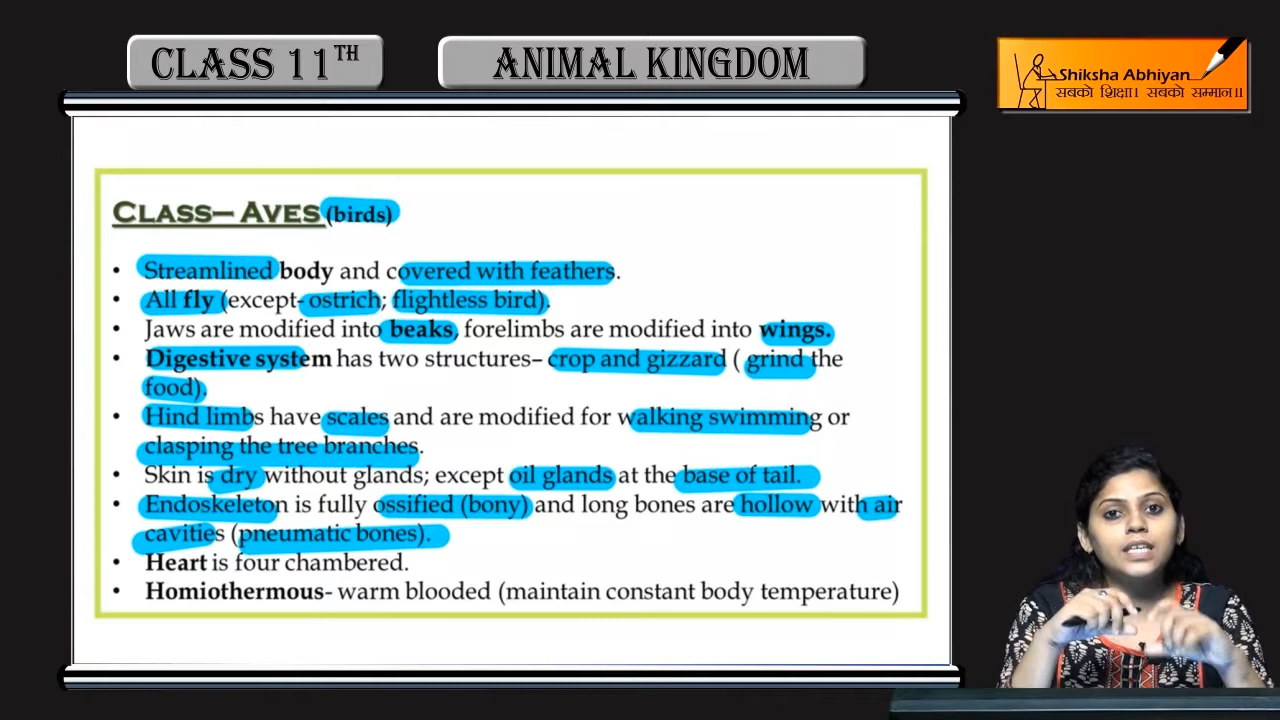 CLASS 11TH
ANIMAL KINGDOM
Shiksha Abhiyan
सबको शिक्षा। सबको सम्मान।।
CLASS– AVES (birds)
• Streamlined body and covered with feathers.
• All fly (except- ostrich; flightless bird).
• Jaws are modified into beaks, forelimbs are modified into wings.
• Digestive system has two structures– crop and gizzard ( grind the
food).
• Hind limbs have scales and are modified for walking swimming or
clasping the tree branches.
• Skin is dry without glands; except oil glands at the base of tail.
• Endoskeleton is fully ossified (bony) and long bones are hollow with air
cavities (pneumatic bones).
• Heart is four chambered.
• Homiothermous- warm blooded (maintain constant body temperature)